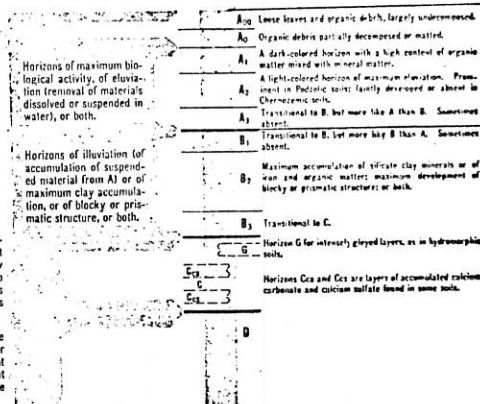 A₀₀ Loose leaves and organic debris, largely undecomposed.
A₀ Organic debris partially decomposed or matted.
A₁ A dark-colored horizon with a high content of organic
matter mixed with mineral matter.
A₂ A light-colored horizon of maximum eluviation. Prom-
inent in Podzolic soils; faintly developed or absent in
Chernozemic soils.
A₃ Transitional to B, but more like A than B. Sometimes
absent.
B₁ Transitional to B, but more like B than A. Sometimes
absent.
B₂ Maximum accumulation of silicate clay minerals or of
iron and organic matter; maximum development of
blocky or prismatic structure; or both.
B₃ Transitional to C.
G Horizon G for intensely gleyed layers, as in hydromorphic
soils.
Cca
C
Ccs
Horizons Cca and Ccs are layers of accumulated calcium
carbonate and calcium sulfate found in some soils.
D
Horizons of maximum bio-
logical activity, of eluvia-
tion (removal of materials
dissolved or suspended in
water), or both.
Horizons of illuviation (of
accumulation of suspend-
ed material from A) or of
maximum clay accumula-
tion, or of blocky or pris-
matic structure, or both.